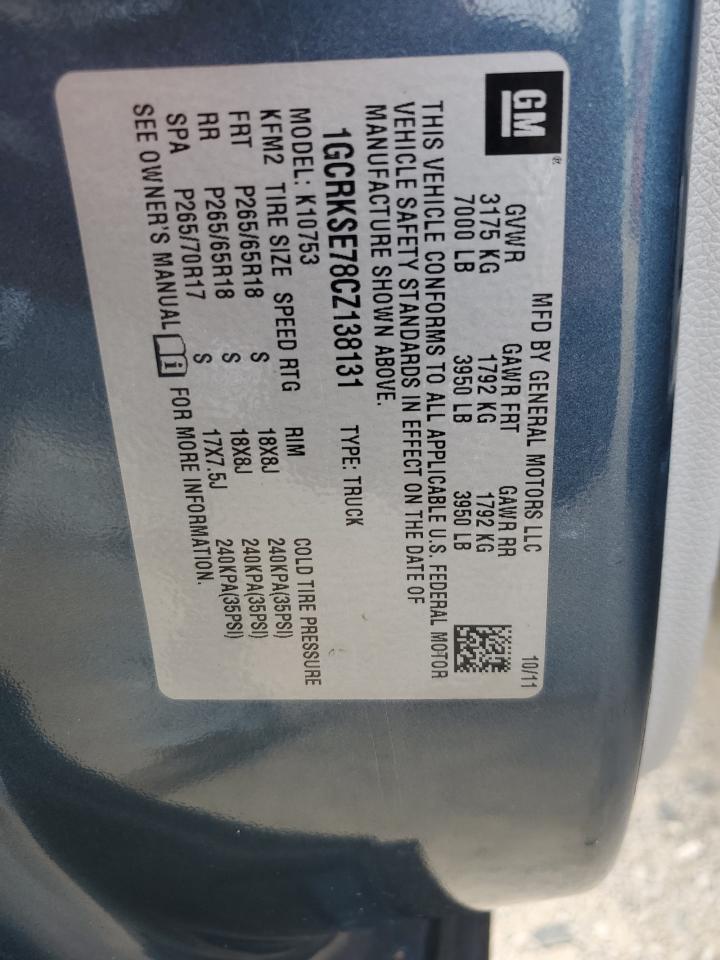 GM®
MFD BY GENERAL MOTORS LLC 10/11
GVWR GAWR FRT GAWR RR
3175 KG 1792 KG 1792 KG
7000 LB 3950 LB 3950 LB
THIS VEHICLE CONFORMS TO ALL APPLICABLE U.S. FEDERAL MOTOR
VEHICLE SAFETY STANDARDS IN EFFECT ON THE DATE OF
MANUFACTURE SHOWN ABOVE.
1GCRKSE78CZ138131 TYPE: TRUCK
MODEL: K10753
KFM2 TIRE SIZE SPEED RTG RIM COLD TIRE PRESSURE
FRT P265/65R18 S 18X8J 240KPA(35PSI)
RR P265/65R18 S 18X8J 240KPA(35PSI)
SPA P265/70R17 S 17X7.5J 240KPA(35PSI)
SEE OWNER'S MANUAL i FOR MORE INFORMATION.